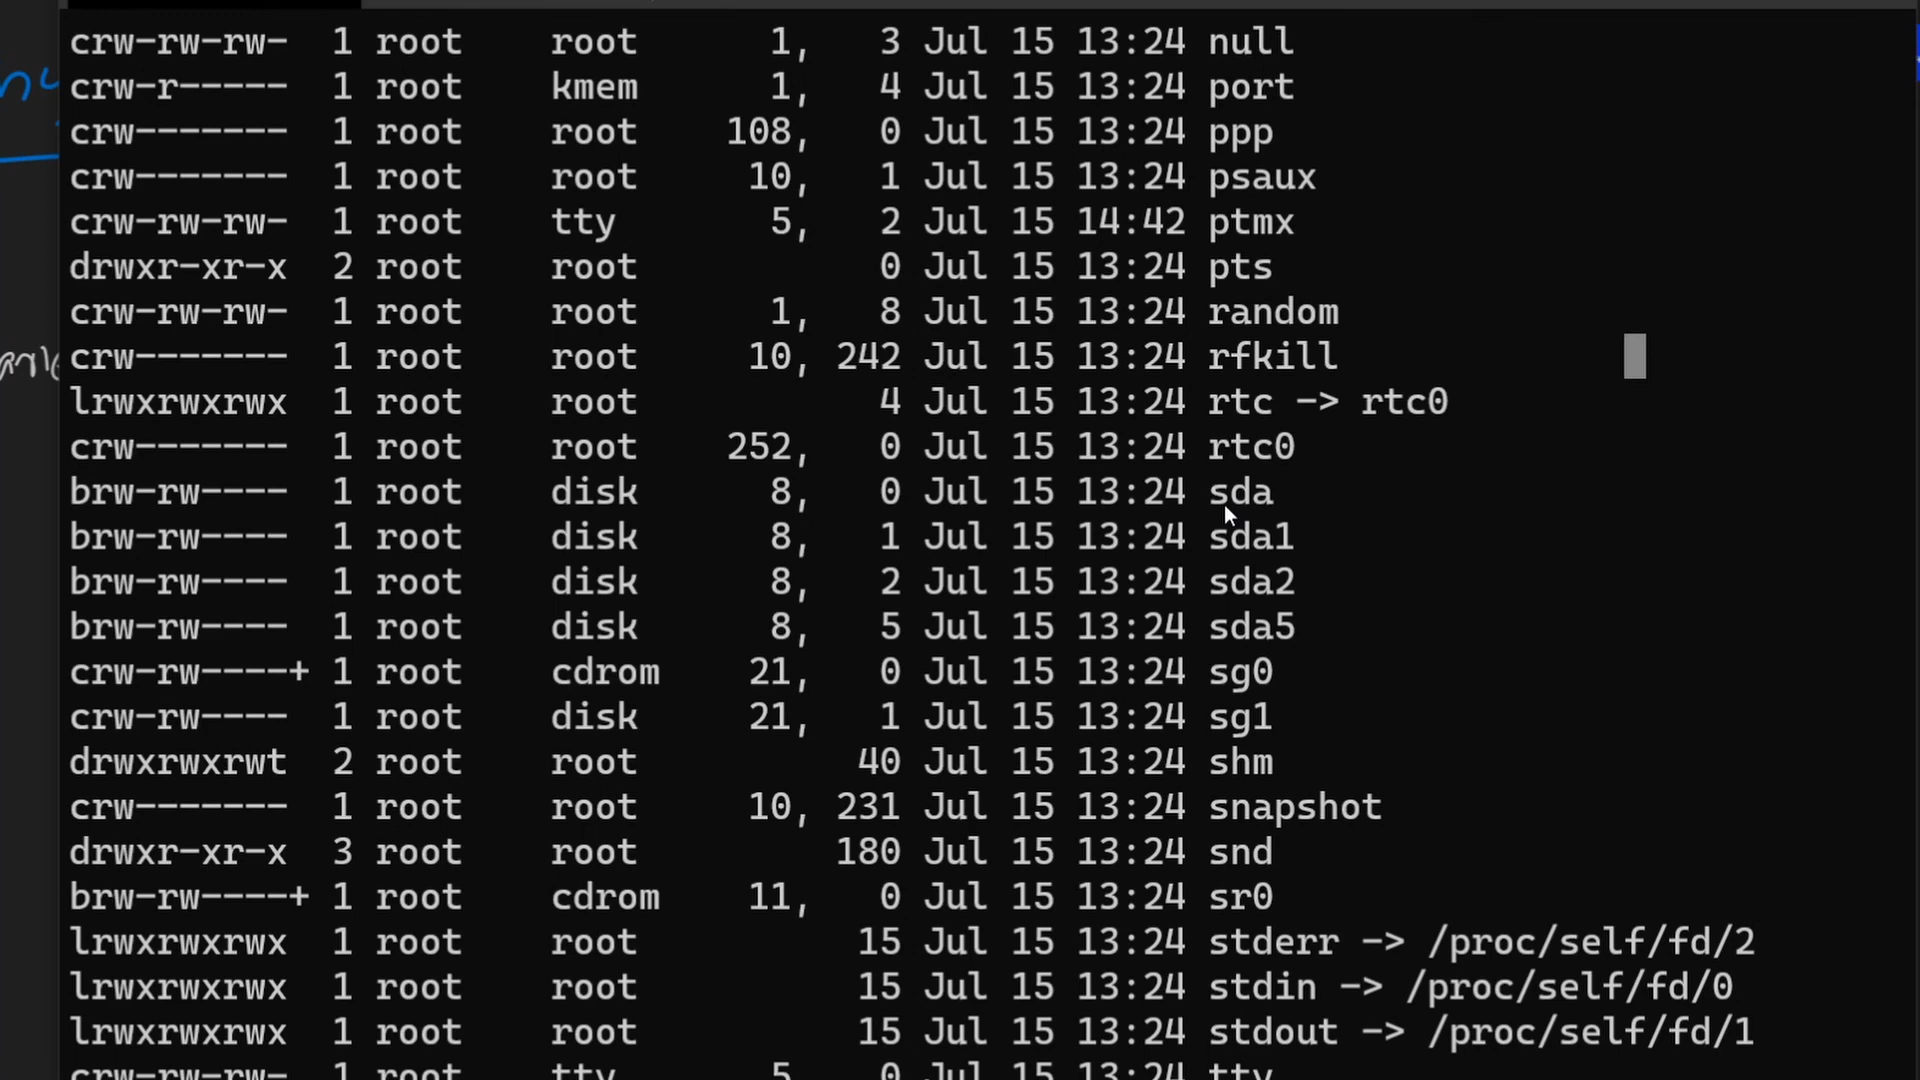 crw-rw-rw- 1 root root 1, 3 Jul 15 13:24 null
crw-r----- 1 root kmem 1, 4 Jul 15 13:24 port
crw------- 1 root root 108, 0 Jul 15 13:24 ppp
crw------- 1 root root 10, 1 Jul 15 13:24 psaux
crw-rw-rw- 1 root tty 5, 2 Jul 15 14:42 ptmx
drwxr-xr-x 2 root root 0 Jul 15 13:24 pts
crw-rw-rw- 1 root root 1, 8 Jul 15 13:24 random
crw------- 1 root root 10, 242 Jul 15 13:24 rfkill
lrwxrwxrwx 1 root root 4 Jul 15 13:24 rtc -> rtc0
crw------- 1 root root 252, 0 Jul 15 13:24 rtc0
brw-rw---- 1 root disk 8, 0 Jul 15 13:24 sda
brw-rw---- 1 root disk 8, 1 Jul 15 13:24 sda1
brw-rw---- 1 root disk 8, 2 Jul 15 13:24 sda2
brw-rw---- 1 root disk 8, 5 Jul 15 13:24 sda5
crw-rw----+ 1 root cdrom 21, 0 Jul 15 13:24 sg0
crw-rw---- 1 root disk 21, 1 Jul 15 13:24 sg1
drwxrwxrwt 2 root root 40 Jul 15 13:24 shm
crw------- 1 root root 10, 231 Jul 15 13:24 snapshot
drwxr-xr-x 3 root root 180 Jul 15 13:24 snd
brw-rw----+ 1 root cdrom 11, 0 Jul 15 13:24 sr0
lrwxrwxrwx 1 root root 15 Jul 15 13:24 stderr -> /proc/self/fd/2
lrwxrwxrwx 1 root root 15 Jul 15 13:24 stdin -> /proc/self/fd/0
lrwxrwxrwx 1 root root 15 Jul 15 13:24 stdout -> /proc/self/fd/1
crw-rw-rw- 1 root tty 5, 0 Jul 15 13:24 tty